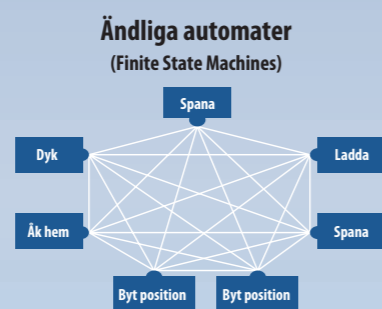 Ändliga automater
(Finite State Machines)
Spana
Dyk
Ladda
Åk hem
Spana
Byt position
Byt position